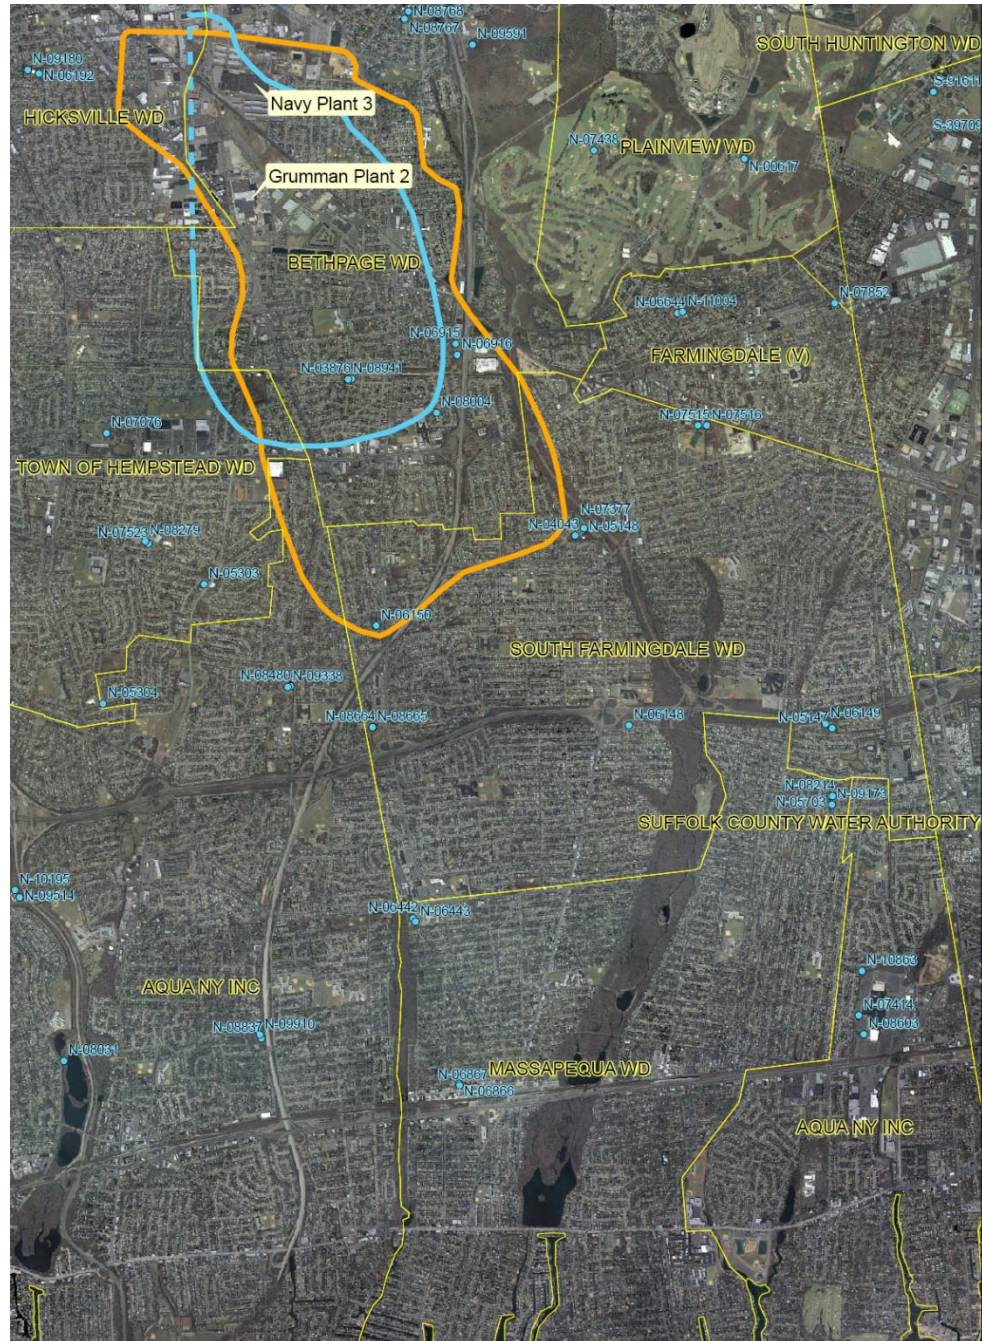 N-08768
N-08767
N-09591
SOUTH HUNTINGTON WD
N-09180
N-06192
S-91611
Navy Plant 3
HICKSVILLE WD
S-39709
N-07438
PLAINVIEW WD
N-00617
Grumman Plant 2
BETHPAGE WD
N-06644 N-11004
N-07852
N-06915
N-06916
FARMINGDALE (V)
N-03876 N-08941
N-08004
N-07515 N-07516
N-07076
TOWN OF HEMPSTEAD WD
N-07377
N-04043 N-05148
N-07523 N-08279
N-05303
N-06150
SOUTH FARMINGDALE WD
N-08480 N-09338
N-05304
N-08664 N-08665
N-06148
N-05147 N-06149
N-08214
N-09173
N-05703
SUFFOLK COUNTY WATER AUTHORITY
N-10195
N-09514
N-06442
N-06443
N-10863
AQUA NY INC
N-07414
N-08837 N-09910
N-08603
N-08031
MASSAPEQUA WD
N-06867
N-06866
AQUA NY INC